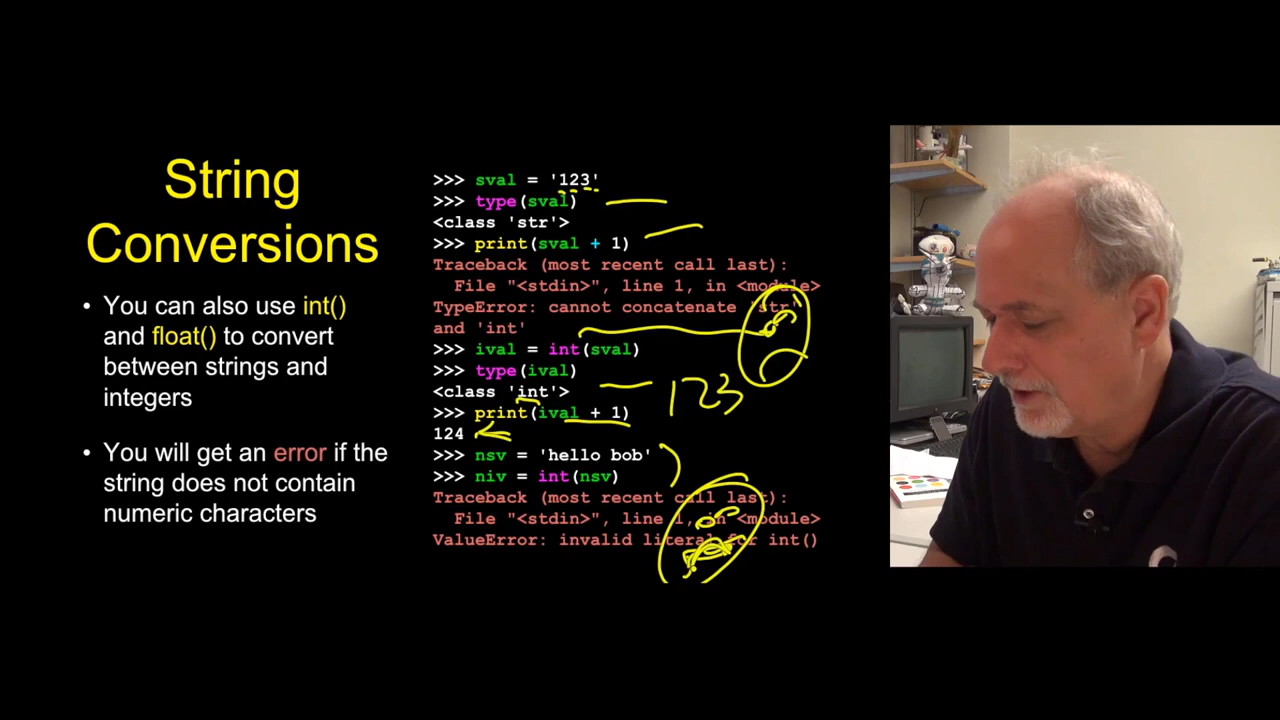 String
Conversions
• You can also use int()
and float() to convert
between strings and
integers
• You will get an error if the
string does not contain
numeric characters
>>> sval = '123'
>>> type(sval)
<class 'str'>
>>> print(sval + 1)
Traceback (most recent call last):
File "<stdin>", line 1, in <module>
TypeError: cannot concatenate 'str'
and 'int'
>>> ival = int(sval)
>>> type(ival)
<class 'int'>
123
>>> print(ival + 1)
124
>>> nsv = 'hello bob'
>>> niv = int(nsv)
Traceback (most recent call last):
File "<stdin>", line 1, in <module>
ValueError: invalid literal for int()